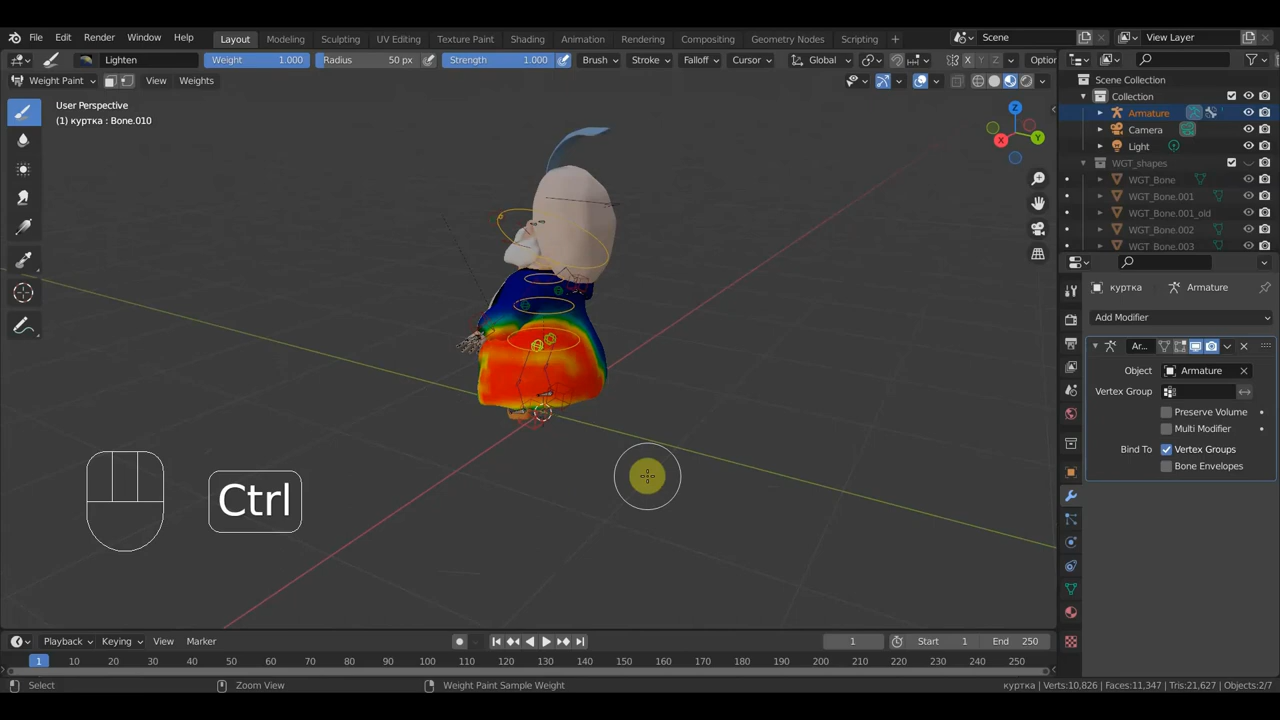 File Edit Render Window Help Layout Modeling Sculpting UV Editing Texture Paint Shading Animation Rendering Compositing Geometry Nodes Scripting + Scene View Layer
Lighten Weight 1.000 Radius 50 px Strength 1.000 Brush Stroke Falloff Cursor Global X Y Z Option
Weight Paint View Weights
User Perspective
(1) куртка : Bone.010
Z
X
Y
Scene Collection
Collection
Armature
Camera
Light
WGT_shapes
WGT_Bone
WGT_Bone.001
WGT_Bone.001_old
WGT_Bone.002
WGT_Bone.003
куртка Armature
Add Modifier
Ar...
Object Armature
Vertex Group
Preserve Volume
Multi Modifier
Bind To Vertex Groups
Bone Envelopes
Ctrl
Playback Keying View Marker 1 Start 1 End 250
1 10 20 30 40 50 60 70 80 90 100 110 120 130 140 150 160 170 180 190 200 210 220 230 240 250
Select Zoom View Weight Paint Sample Weight куртка | Verts:10,826 | Faces:11,347 | Tris:21,627 | Objects:2/7